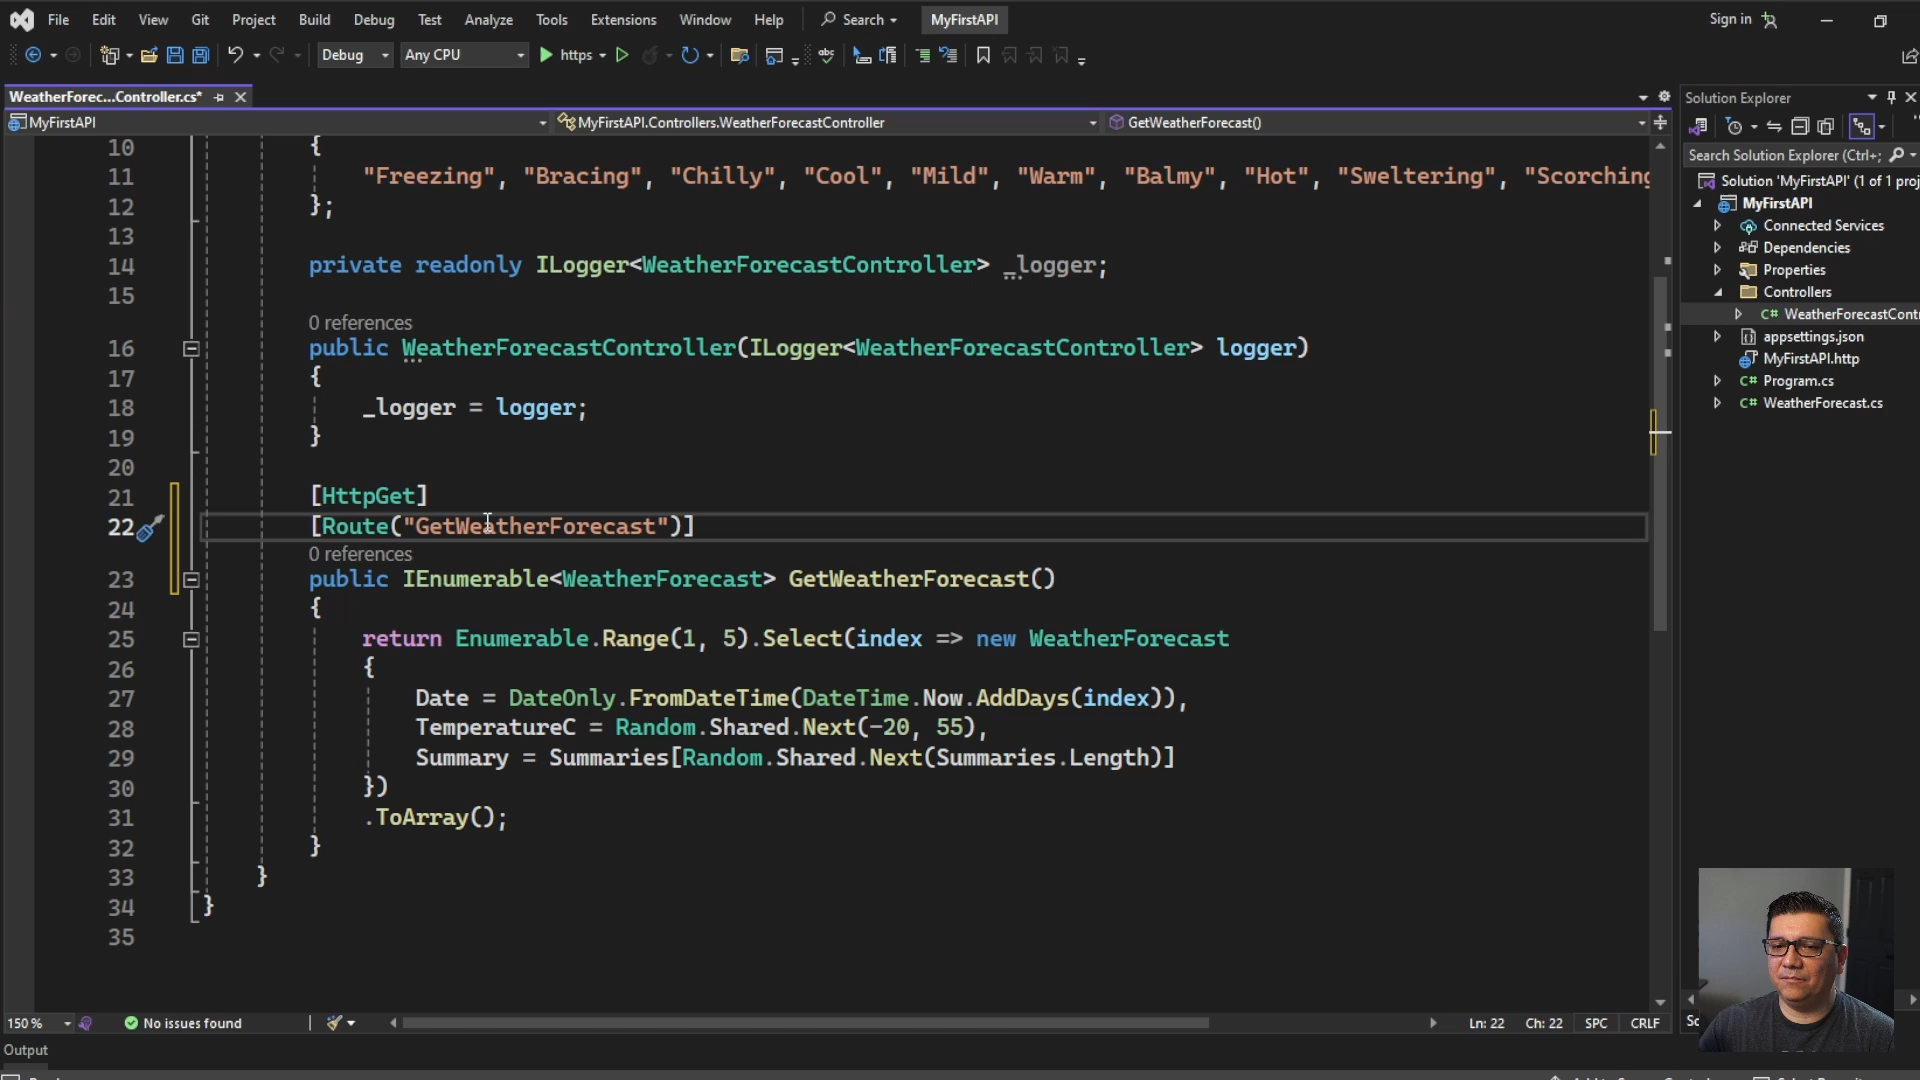 File Edit View Git Project Build Debug Test Analyze Tools Extensions Window Help Search MyFirstAPI Sign in
Debug Any CPU https
WeatherForec...Controller.cs*
MyFirstAPI MyFirstAPI.Controllers.WeatherForecastController GetWeatherForecast()
10 {
11 "Freezing", "Bracing", "Chilly", "Cool", "Mild", "Warm", "Balmy", "Hot", "Sweltering", "Scorching
12 };
13
14 private readonly ILogger<WeatherForecastController> _logger;
15
0 references
16 public WeatherForecastController(ILogger<WeatherForecastController> logger)
17 {
18 _logger = logger;
19 }
20
21 [HttpGet]
22 [Route("GetWeatherForecast")]
0 references
23 public IEnumerable<WeatherForecast> GetWeatherForecast()
24 {
25 return Enumerable.Range(1, 5).Select(index => new WeatherForecast
26 {
27 Date = DateOnly.FromDateTime(DateTime.Now.AddDays(index)),
28 TemperatureC = Random.Shared.Next(-20, 55),
29 Summary = Summaries[Random.Shared.Next(Summaries.Length)]
30 })
31 .ToArray();
32 }
33 }
34 }
35
150 % No issues found Ln: 22 Ch: 22 SPC CRLF
Output
Solution Explorer
Search Solution Explorer (Ctrl+;
Solution 'MyFirstAPI' (1 of 1 proj
MyFirstAPI
Connected Services
Dependencies
Properties
Controllers
C# WeatherForecastContr
appsettings.json
MyFirstAPI.http
C# Program.cs
C# WeatherForecast.cs